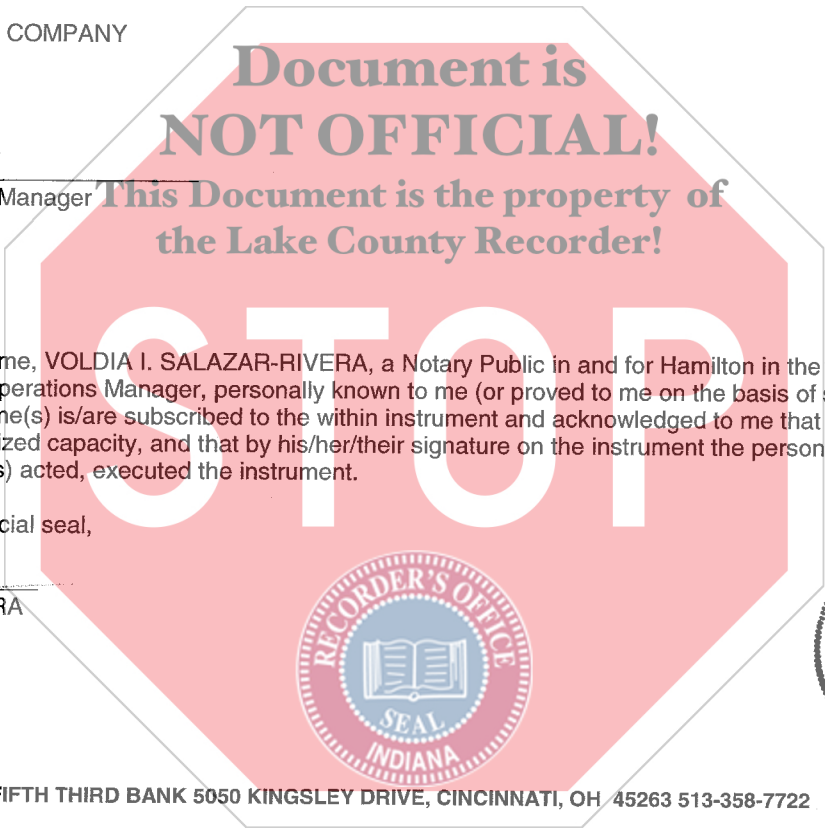 COMPANY
Document is
NOT OFFICIAL!
Manager
This Document is the property of
the Lake County Recorder!
STOP
me, VOLDIA I. SALAZAR-RIVERA, a Notary Public in and for Hamilton in the
perations Manager, personally known to me (or proved to me on the basis of s
ne(s) is/are subscribed to the within instrument and acknowledged to me that
ized capacity, and that by his/her/their signature on the instrument the person
s) acted, executed the instrument.
cial seal,
RA
RECORDER'S OFFICE
SEAL
INDIANA
FIFTH THIRD BANK 5050 KINGSLEY DRIVE, CINCINNATI, OH 45263 513-358-7722